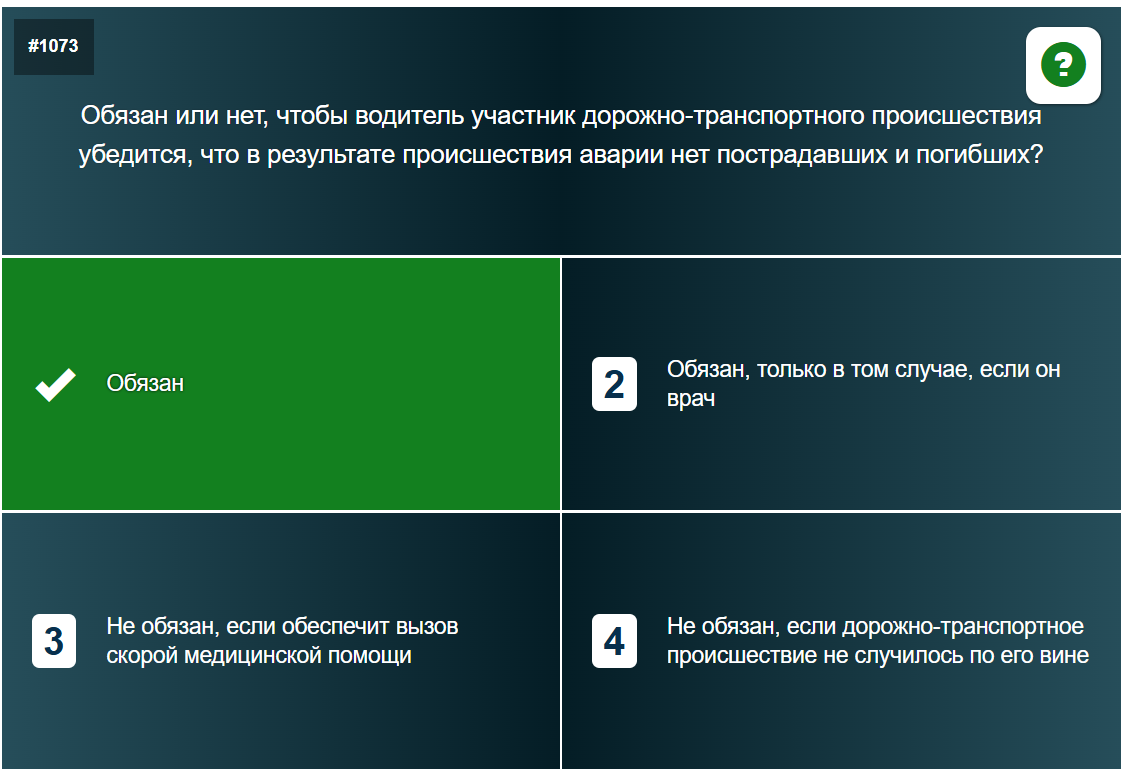 #1073
?
Обязан или нет, чтобы водитель участник дорожно-транспортного происшествия
убедится, что в результате происшествия аварии нет пострадавших и погибших?
Обязан
2
Обязан, только в том случае, если он
врач
3
Не обязан, если обеспечит вызов
скорой медицинской помощи
4
Не обязан, если дорожно-транспортное
происшествие не случилось по его вине